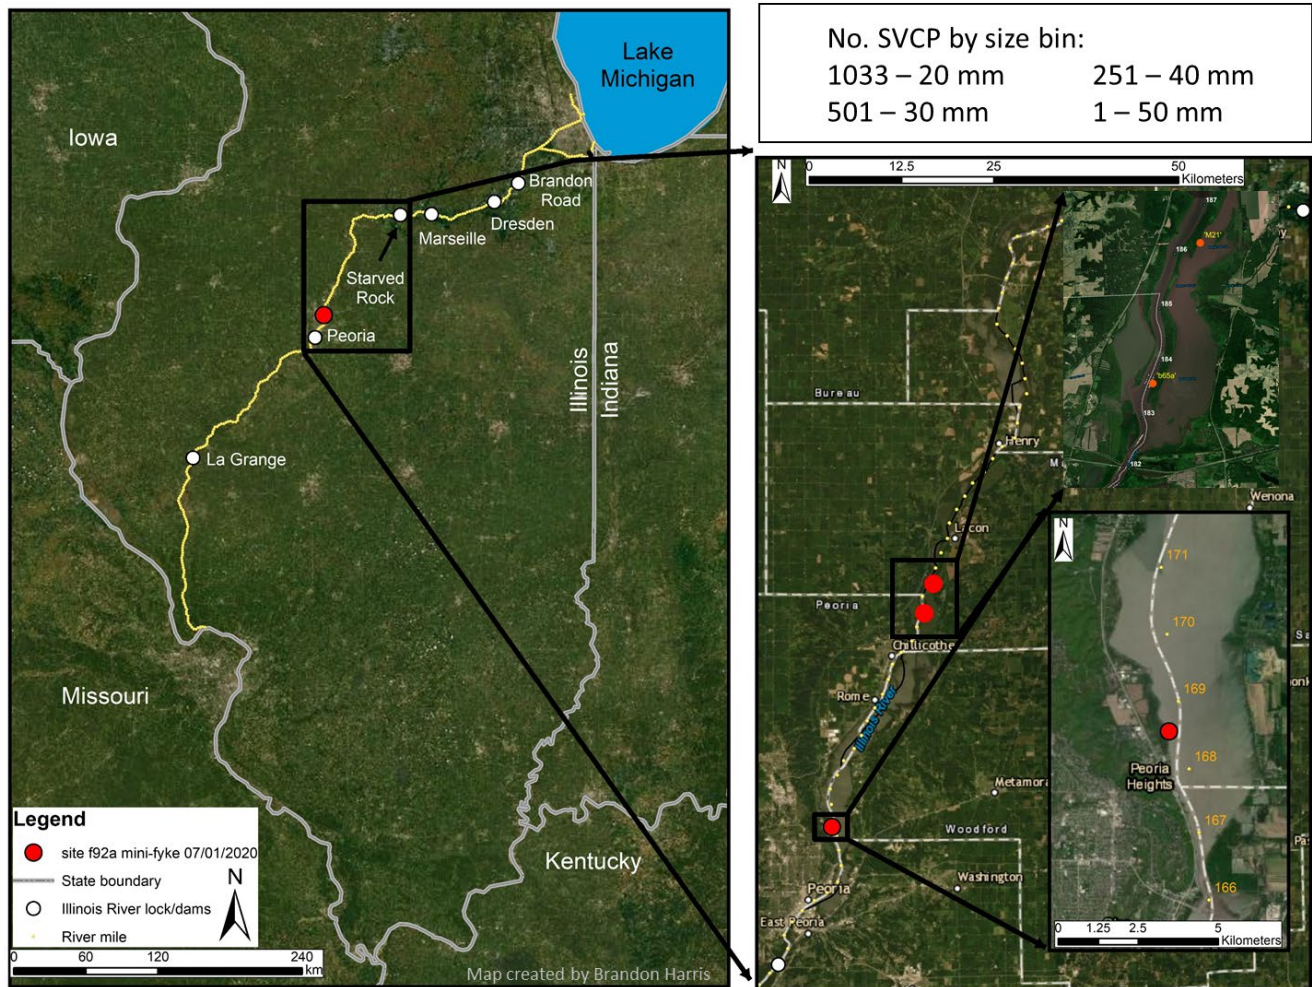 Lake
Michigan
Iowa
Brandon
Road
Dresden
Marseille
Starved
Rock
Peoria
Illinois
Indiana
La Grange
Missouri
Kentucky
Legend
site f92a mini-fyke 07/01/2020
State boundary
Illinois River lock/dams
River mile
N
0 60 120 240
km
Map created by Brandon Harris
No. SVCP by size bin:
1033 – 20 mm 251 – 40 mm
501 – 30 mm 1 – 50 mm
N
0 12.5 25 50
Kilometers
187
'M21'
186
185
184
'b65a'
183
182
Bureau
Henry
Wenona
Lacon
Peoria
Chillicothe
Rome
Illinois River
Metamora
Woodford
Washington
Peoria
East Peoria
N
171
170
169
168
Peoria
Heights
167
166
0 1.25 2.5 5
Kilometers